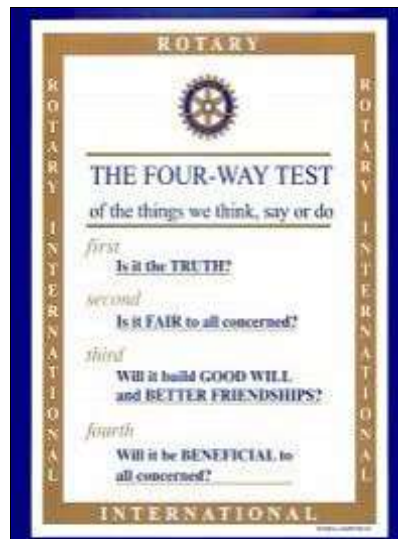 ROTARY
ROTARY INTERNATIONAL
ROTARY INTERNATIONAL
THE FOUR-WAY TEST
of the things we think, say or do
first
Is it the TRUTH?
second
Is it FAIR to all concerned?
third
Will it build GOOD WILL
and BETTER FRIENDSHIPS?
fourth
Will it be BENEFICIAL to
all concerned?
INTERNATIONAL